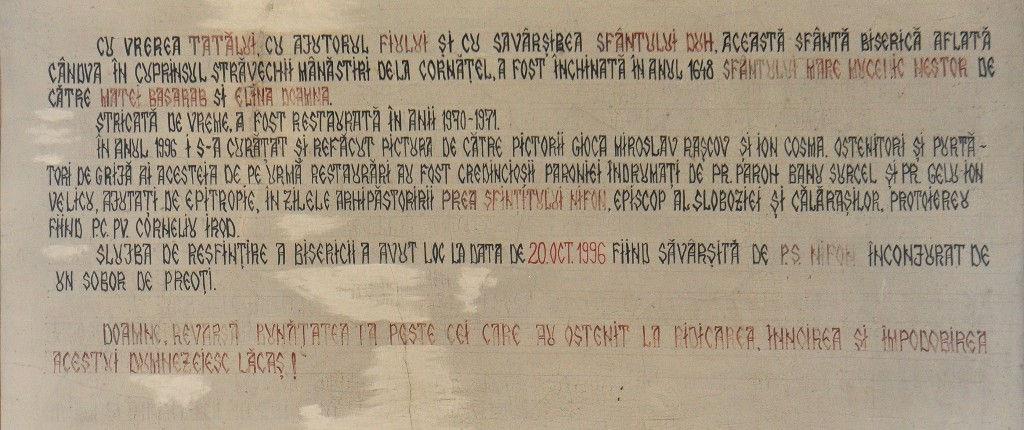 CU VREREA TATĂLUI, CU AJUTORUL FIULUI ȘI CU SAVÂRȘIREA SFÂNTULUI DUH, ACEASTĂ SFÂNTĂ BISERICĂ AFLATĂ
CÂNDVA ÎN CUPRINSUL STRĂVECHII MÂNĂSTIRI DE LA CORNĂȚEL, A FOST ÎNCHINATĂ ÎN ANUL 1648 SFÂNTULUI MARE MUCENIC NESTOR DE
CĂTRE MATEI BASARAB ȘI ELINA DOAMNA.
STRICATĂ DE VREME, A FOST RESTAURATĂ ÎN ANII 1970-1971.
ÎN ANUL 1996 I S-A CURĂȚAT ȘI REFĂCUT PICTURA DE CĂTRE PICTORII GIOCA MIROSLAV RAȘCOV ȘI ION COSMA. OSTENITORI ȘI PURTĂ-
TORI DE GRIJĂ AI ACESTEIA DE PE URMĂ RESTAURĂRI AU FOST CREDINCIOȘII PAROHIEI ÎNDRUMAȚI DE PR. PAROH BANU SURCEL ȘI PR. GELU-ION
VELICU, AJUTAȚI DE EPITROPIE, ÎN ZILELE ARHIPĂSTORIRII PREA SFINȚITULUI NIFON, EPISCOP AL SLOBOZIEI ȘI CĂLĂRAȘILOR, PROTOIEREU
FIIND P.C. PV. CORNELIU IROD.
SLUJBA DE RESFINȚIRE A BISERICII A AVUT LOC LA DATA DE 20.OCT.1996 FIIND SĂVÂRȘITĂ DE P.S. NIFON ÎNCONJURAT DE
UN SOBOR DE PREOȚI.
DOAMNE, REVARSĂ BUNĂTATEA TA PESTE CEI CARE AU OSTENIT LA RIDICAREA, ÎNNOIREA ȘI ÎMPODOBIREA
ACESTUI DUMNEZEIESC LĂCAȘ!